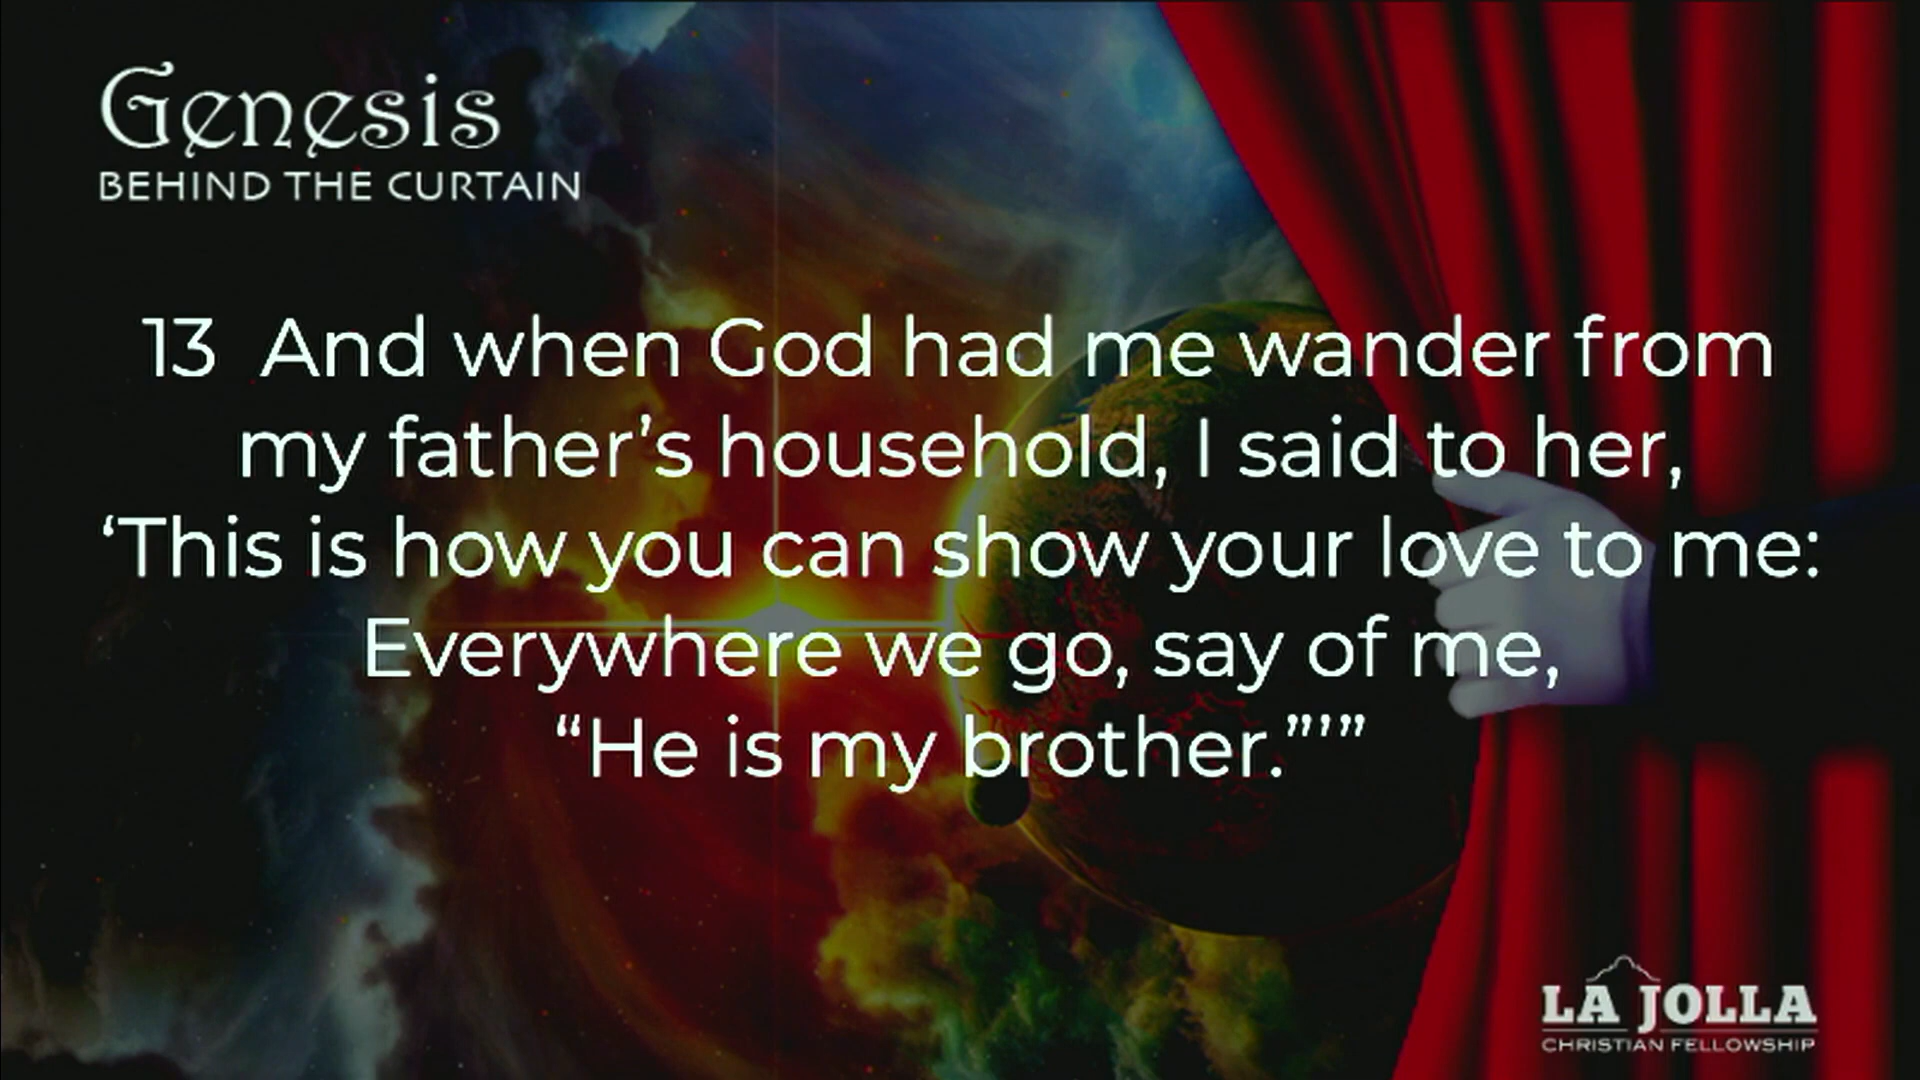 Genesis
BEHIND THE CURTAIN
13  And when God had me wander from
my father’s household, I said to her,
‘This is how you can show your love to me:
Everywhere we go, say of me,
“He is my brother.”’”
LA JOLLA
CHRISTIAN FELLOWSHIP